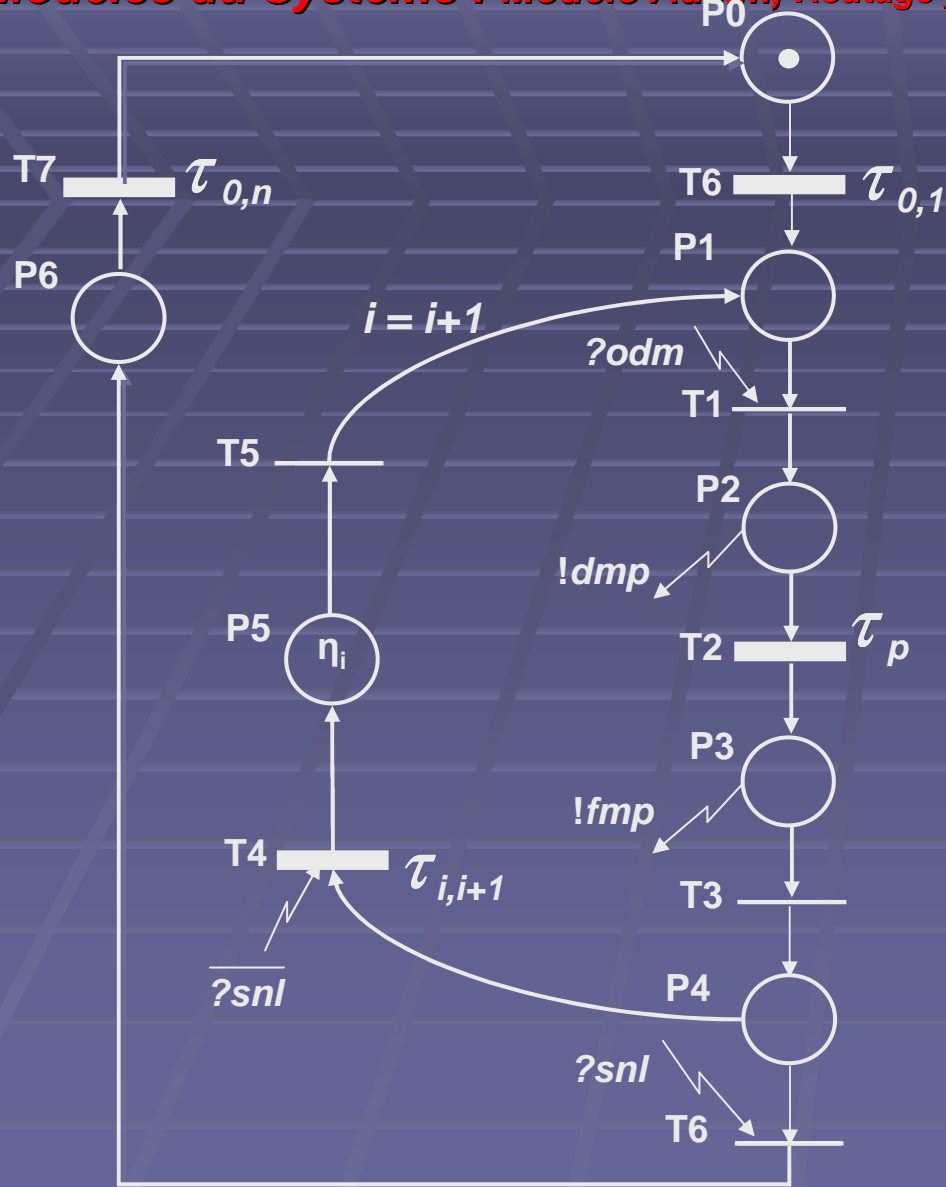 Modèle
P0
T7 τ 0,n
T6 τ 0,1
P1
P6
i = i+1
?odm
T1
T5
P2
!dmp
P5
ηi
T2 τ p
P3
!fmp
T4 τ i,i+1
T3
?snl
P4
?snl
T6